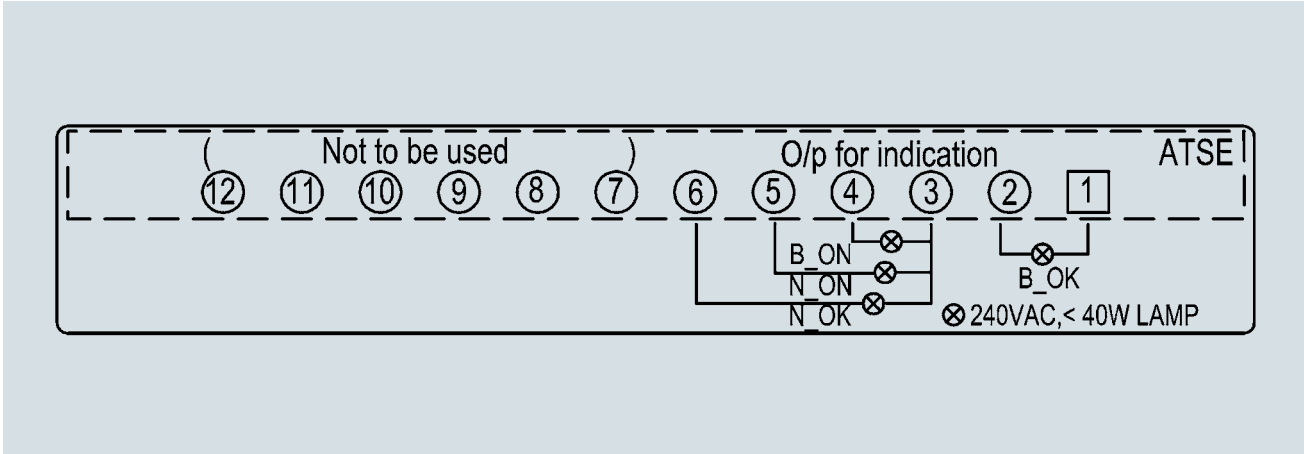 ( Not to be used ) O/p for indication ATSE
12 11 10 9 8 7 6 5 4 3 2 1
B_ON
N_ON
B_OK
N_OK
240VAC,< 40W LAMP